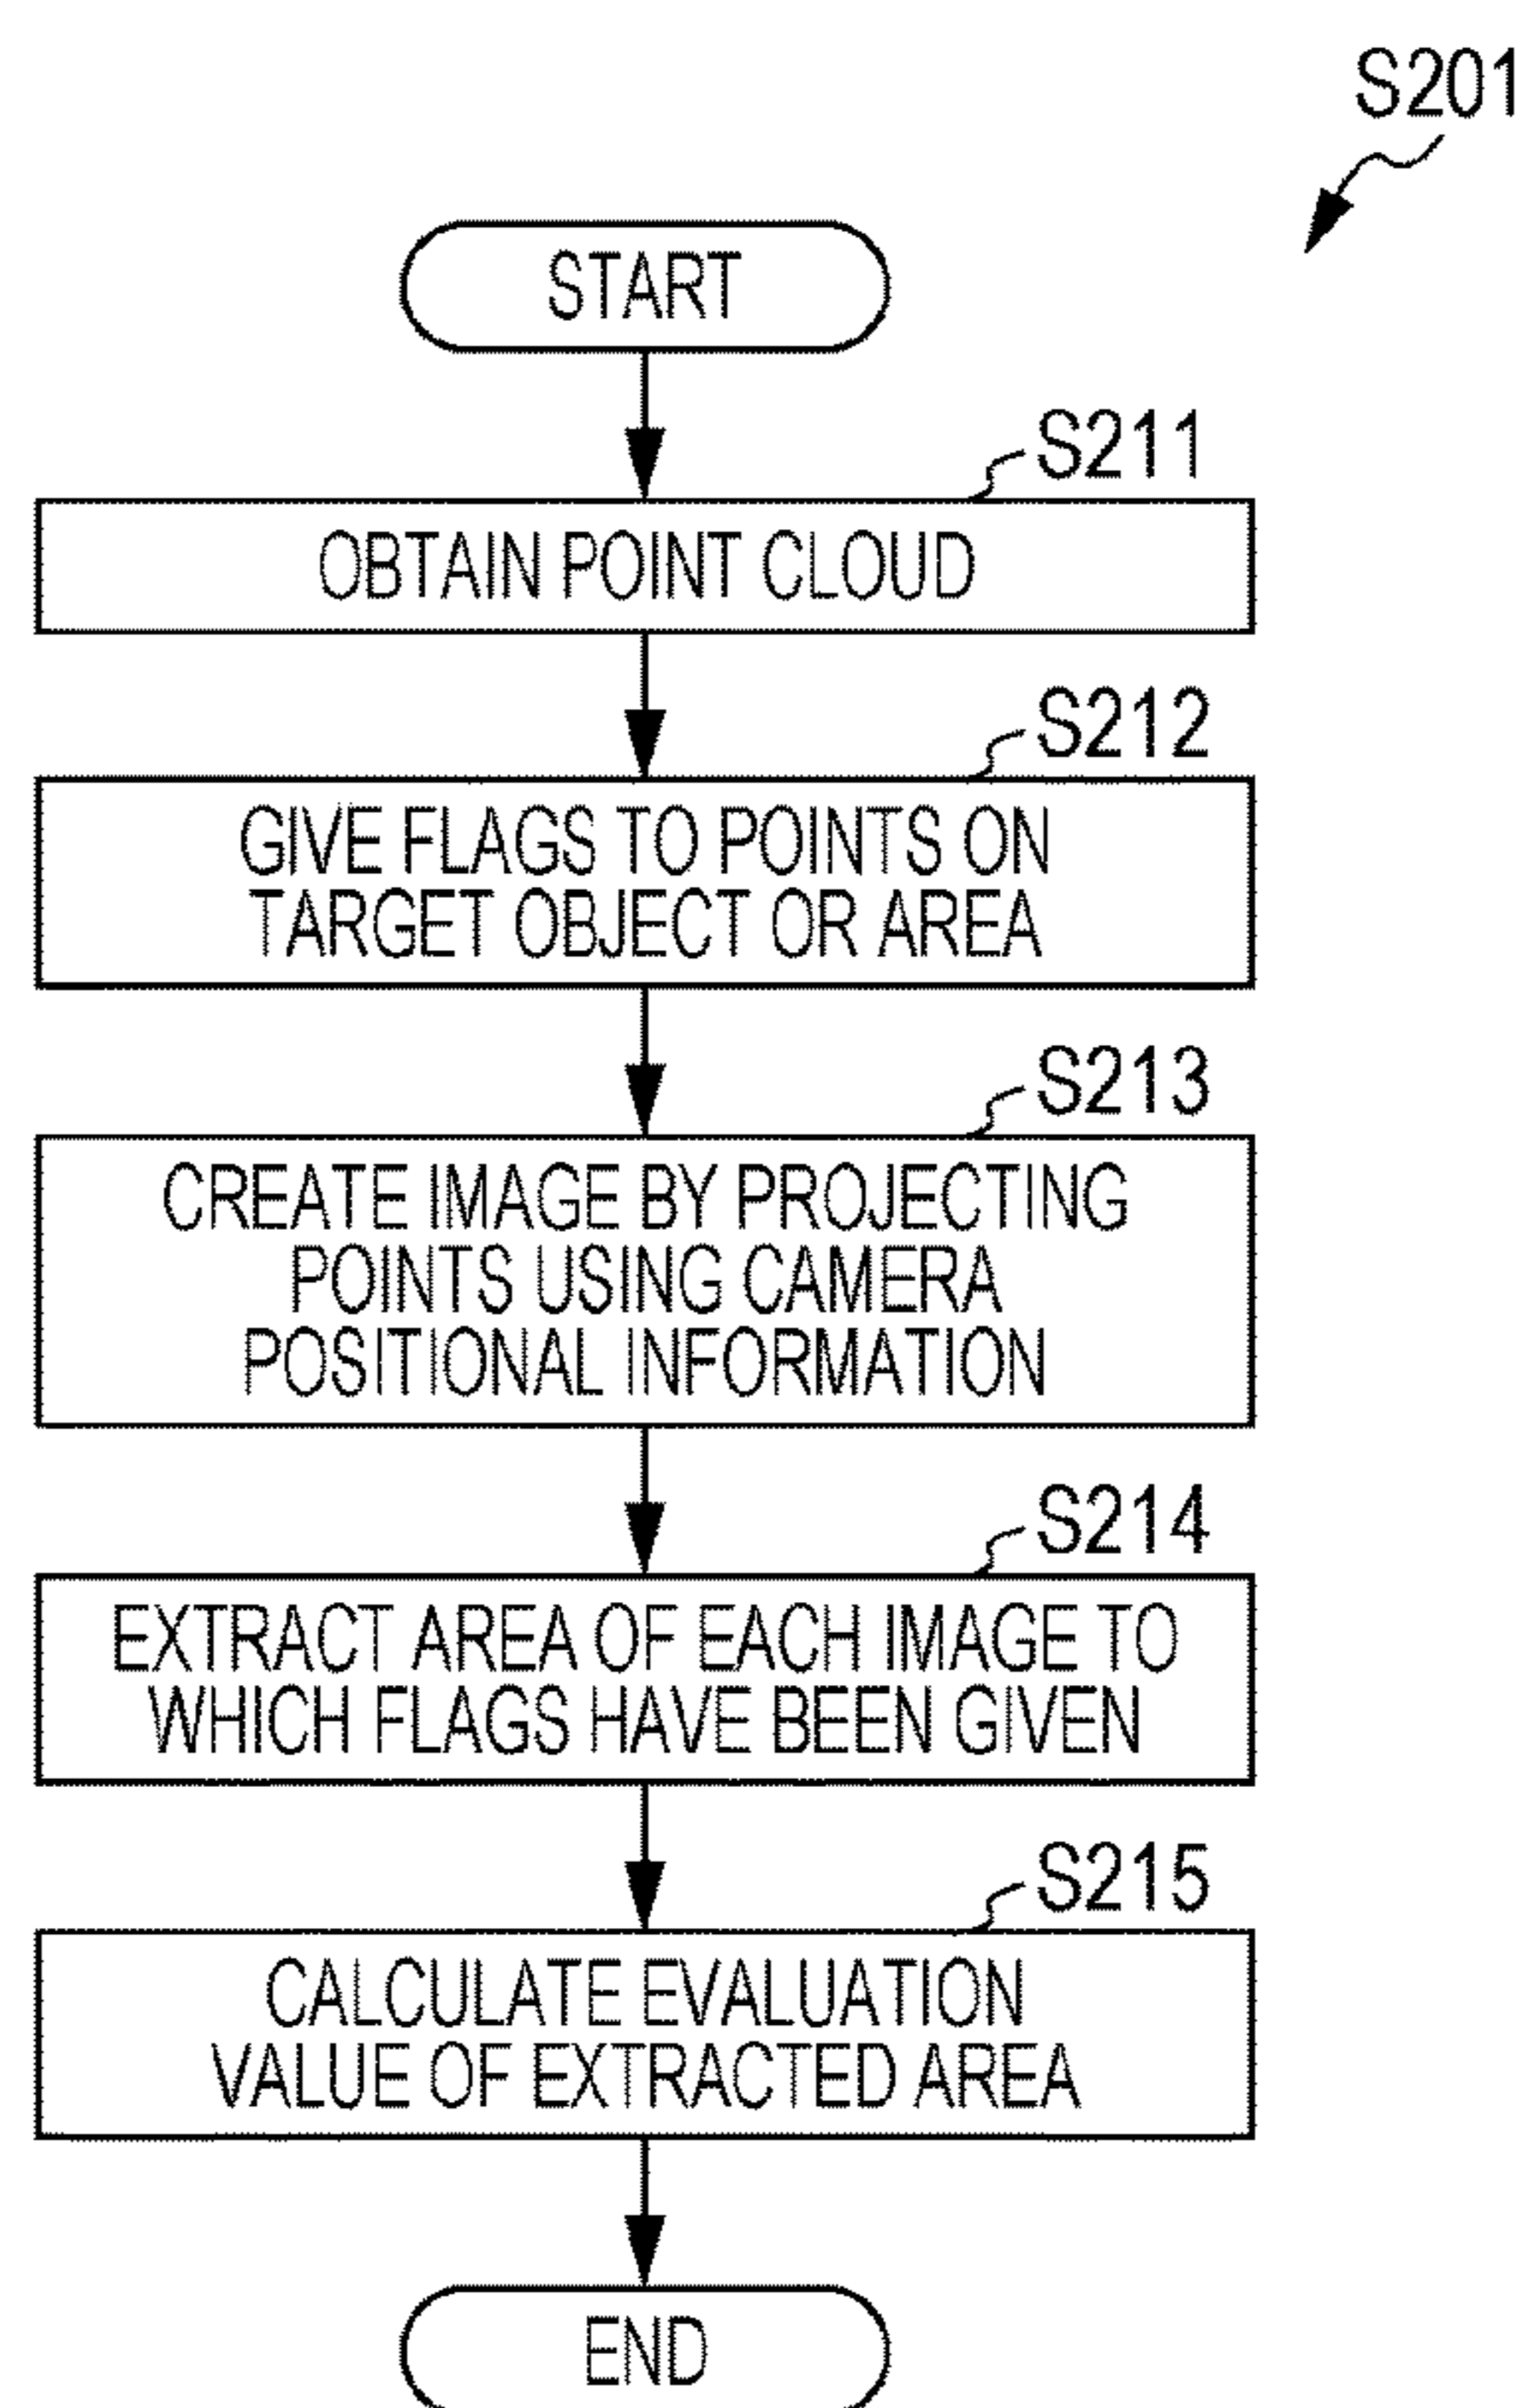 S201
START
S211
OBTAIN POINT CLOUD
S212
GIVE FLAGS TO POINTS ON
TARGET OBJECT OR AREA
S213
CREATE IMAGE BY PROJECTING
POINTS USING CAMERA
POSITIONAL INFORMATION
S214
EXTRACT AREA OF EACH IMAGE TO
WHICH FLAGS HAVE BEEN GIVEN
S215
CALCULATE EVALUATION
VALUE OF EXTRACTED AREA
END